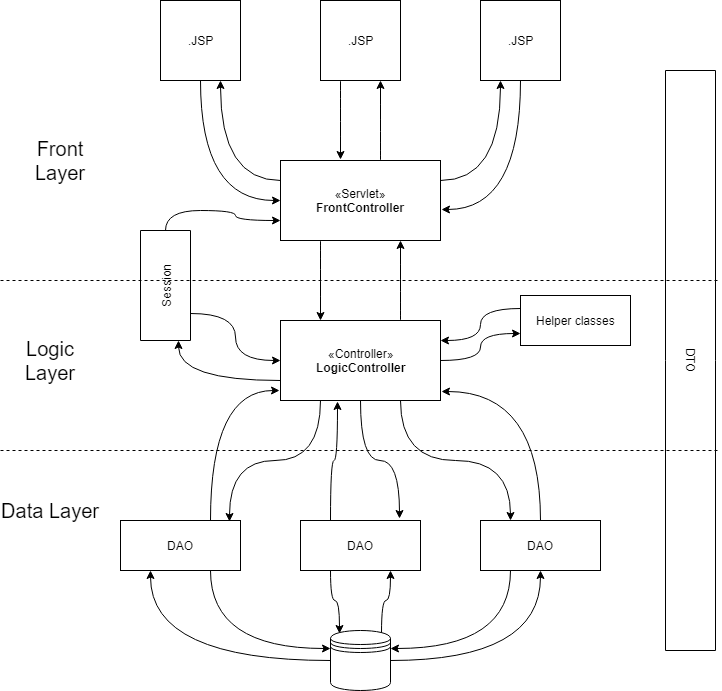 .JSP
.JSP
.JSP
Front
Layer
«Servlet»
FrontController
Session
Helper classes
Logic
Layer
«Controller»
LogicController
DTO
Data Layer
DAO
DAO
DAO